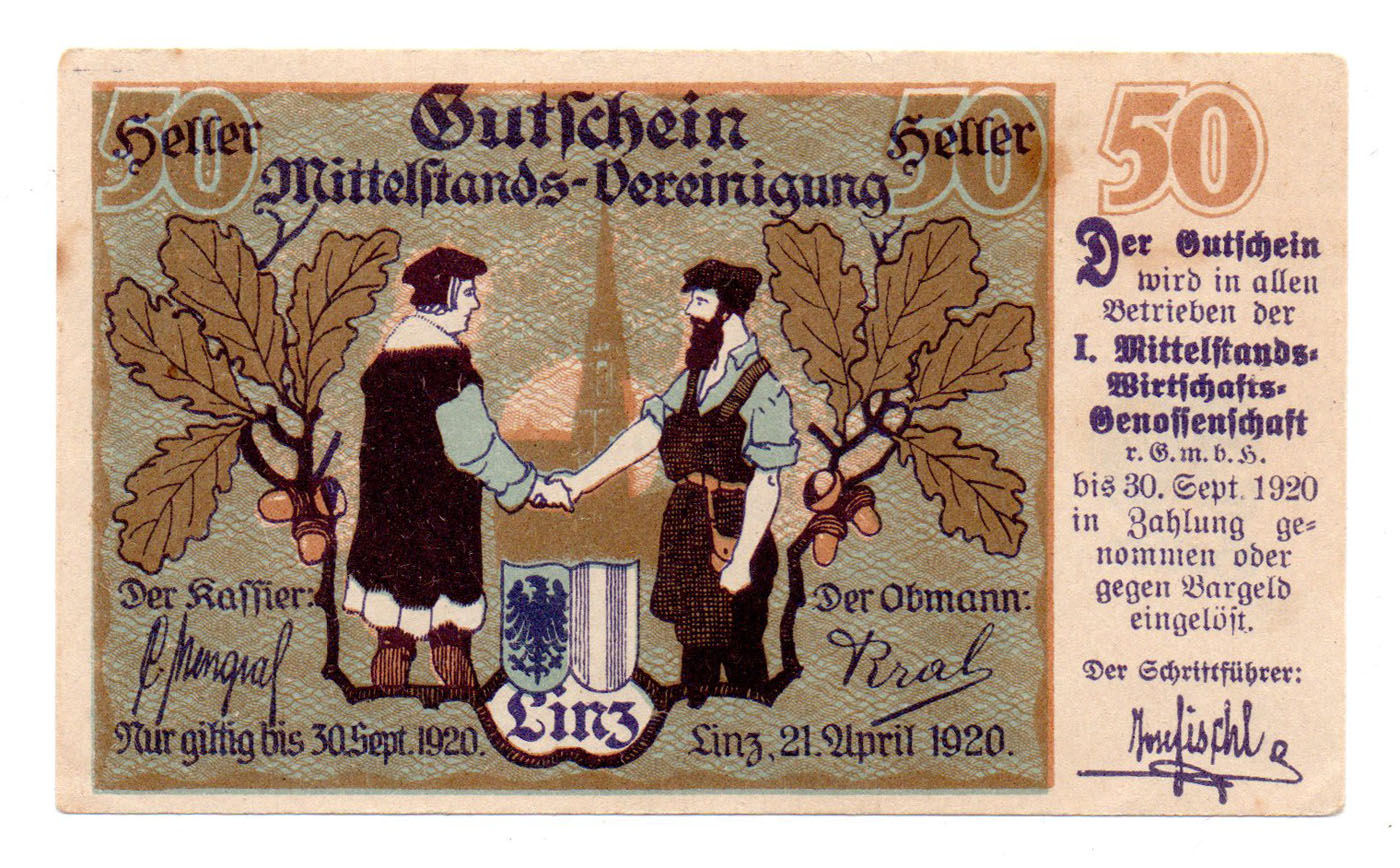 50 Heller
Gutschein
50 Heller
Mittelstands-Vereinigung
Der Kassier:
Der Obmann:
Kral
Linz
Nur giltig bis 30. Sept. 1920.
Linz, 21. April 1920.
50
Der Gutschein
wird in allen
Betrieben der
I. Mittelstands-
Wirtschafts-
Genossenschaft
r. G. m. b. H.
bis 30. Sept. 1920
in Zahlung ge-
nommen oder
gegen Bargeld
eingelöst.
Der Schriftführer: